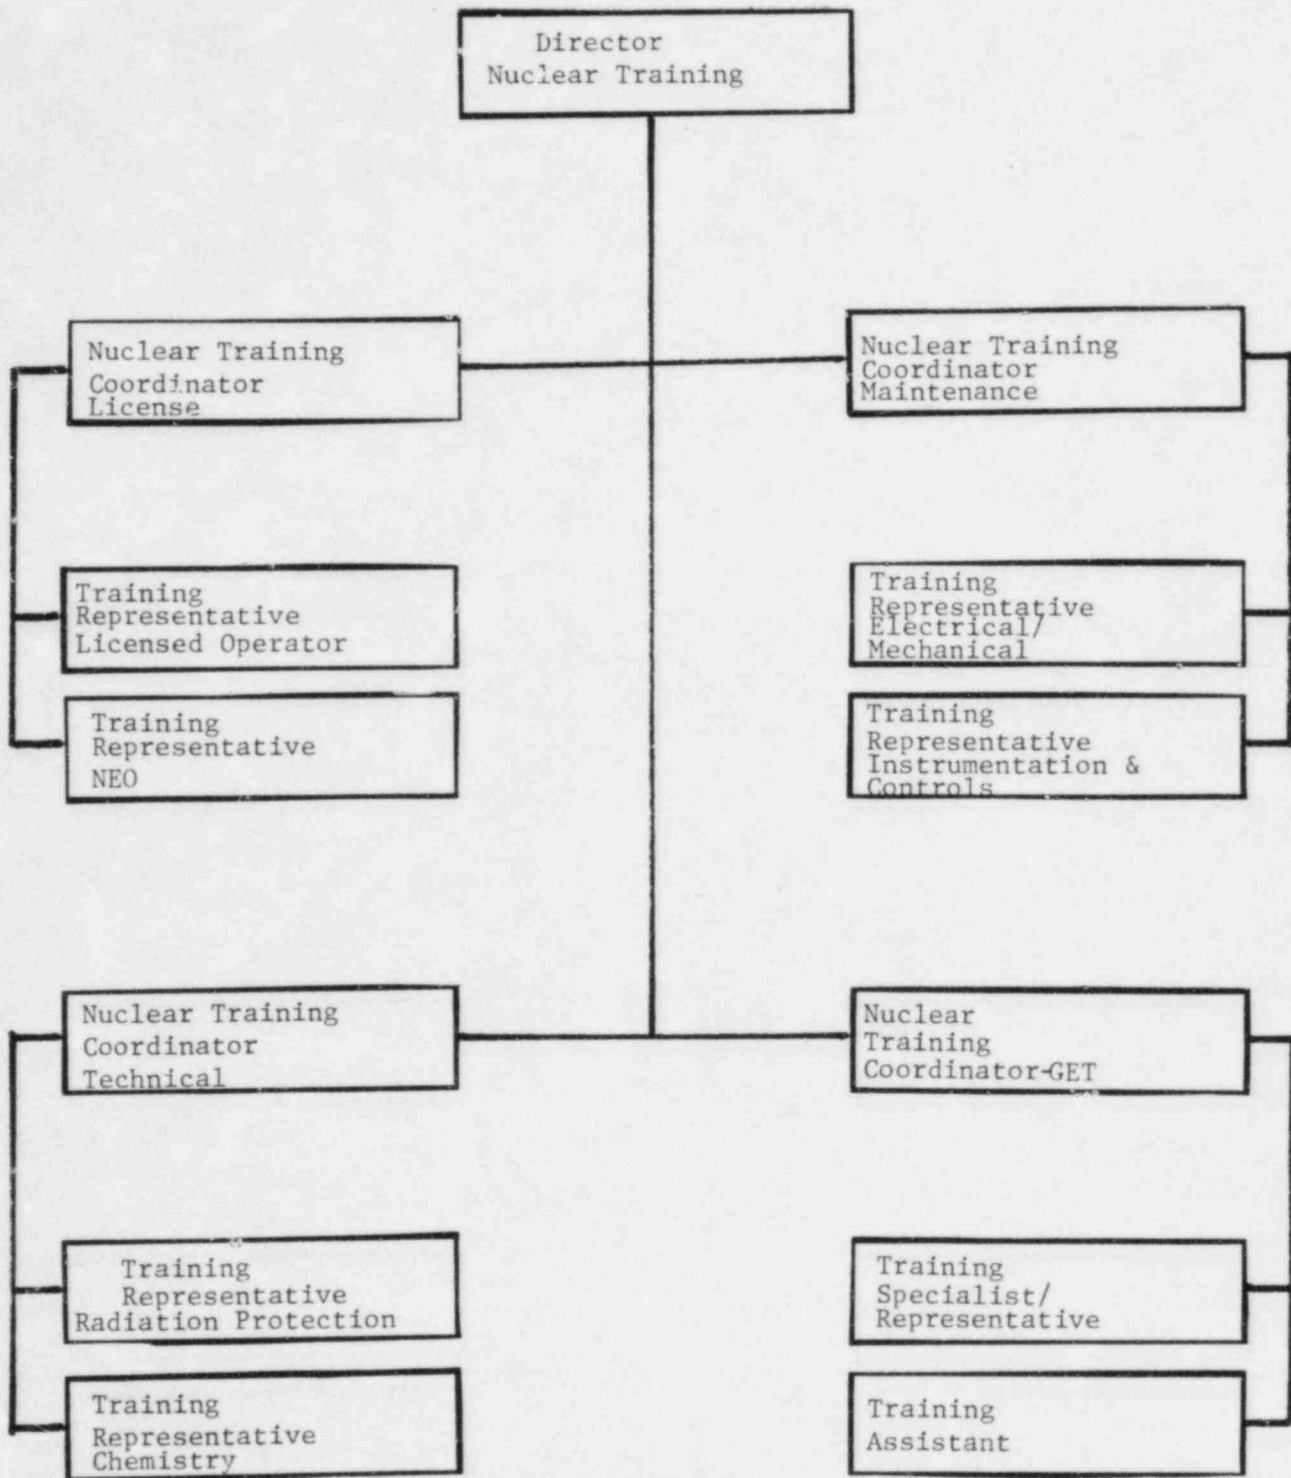 Director
Nuclear Training
Nuclear Training
Coordinator
License
Nuclear Training
Coordinator
Maintenance
Training
Representative
Licensed Operator
Training
Representative
Electrical/
Mechanical
Training
Representative
NEO
Training
Representative
Instrumentation &
Controls
Nuclear Training
Coordinator
Technical
Nuclear
Training
Coordinator-GET
Training
Representative
Radiation Protection
Training
Specialist/
Representative
Training
Representative
Chemistry
Training
Assistant